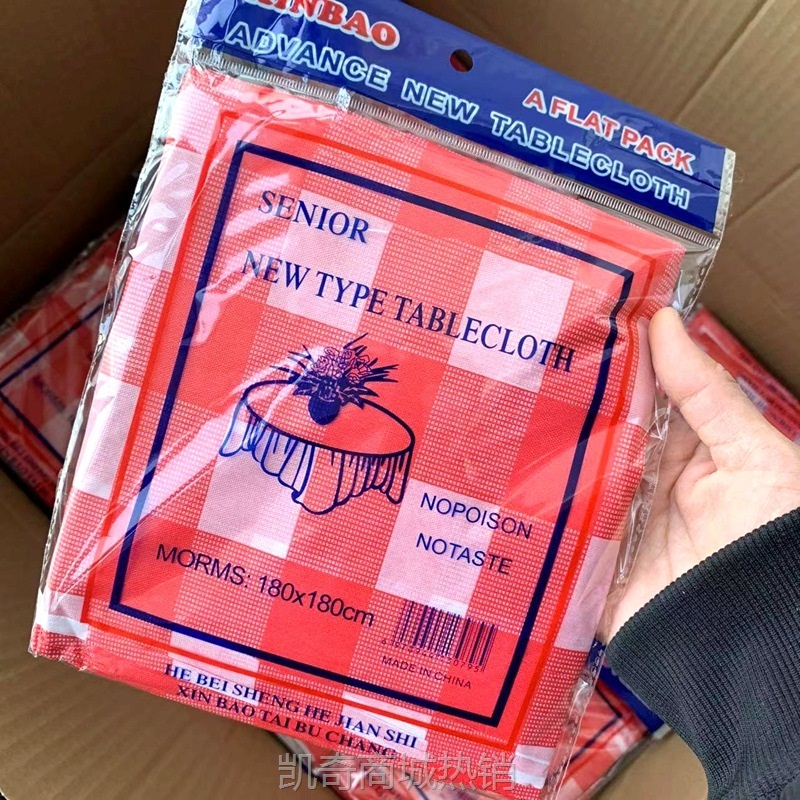 XINBAO
ADVANCE NEW TABLECLOTH
A FLAT PACK
SENIOR
NEW TYPE TABLECLOTH
NOPOISON
NOTASTE
MORMS: 180x180cm
MADE IN CHINA
HE BEI SHENG HE JIAN SHI
XIN BAO TAI BU CHANG
凯奇商城热销